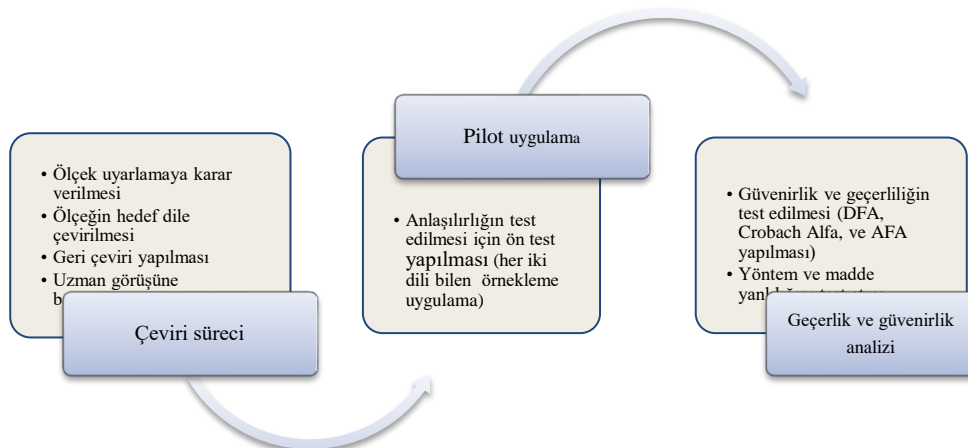 • Ölçek uyarlamaya karar
verilmesi
• Ölçeğin hedef dile
çevirilmesi
• Geri çeviri yapılması
• Uzman görüşüne
Çeviri süreci
Pilot uygulama
• Anlaşılırlığın test
edilmesi için ön test
yapılması (her iki
dili bilen örnekleme
uygulama)
• Güvenirlik ve geçerliliğin
test edilmesi (DFA,
Crobach Alfa, ve AFA
yapılması)
• Yöntem ve madde
Geçerlik ve güvenirlik
analizi